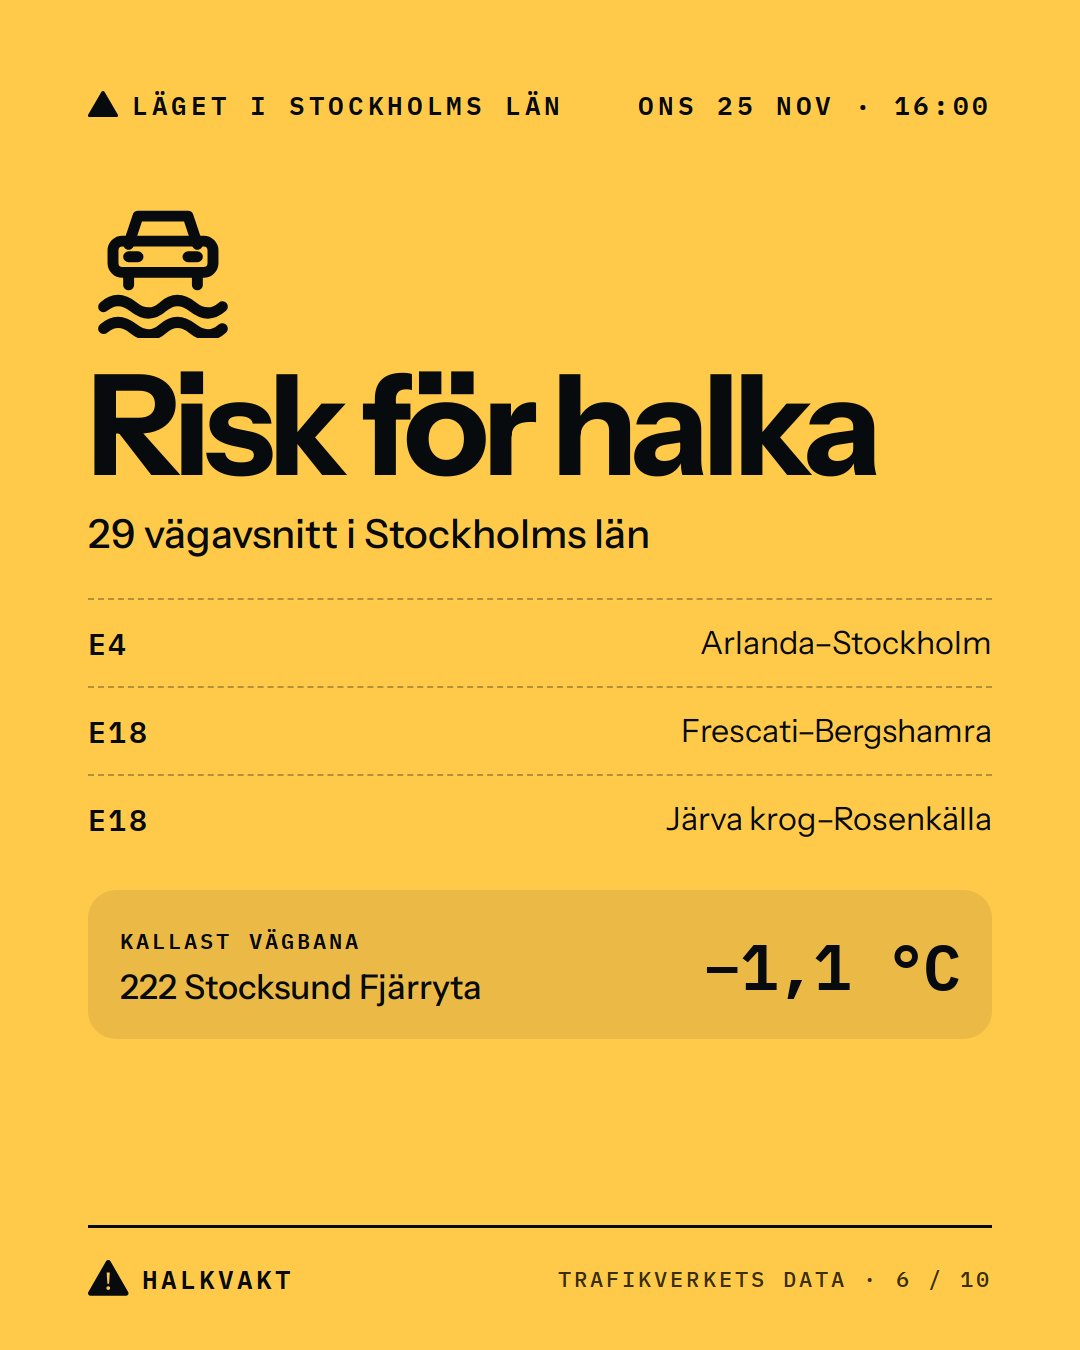 LÄGET I STOCKHOLMS LÄN
ONS 25 NOV · 16:00
Risk för halka
29 vägavsnitt i Stockholms län
E4
Arlanda–Stockholm
E18
Frescati–Bergshamra
E18
Järva krog–Rosenkälla
KALLAST VÄGBANA
222 Stocksund Fjärryta
−1,1 °C
HALKVAKT
TRAFIKVERKETS DATA · 6 / 10